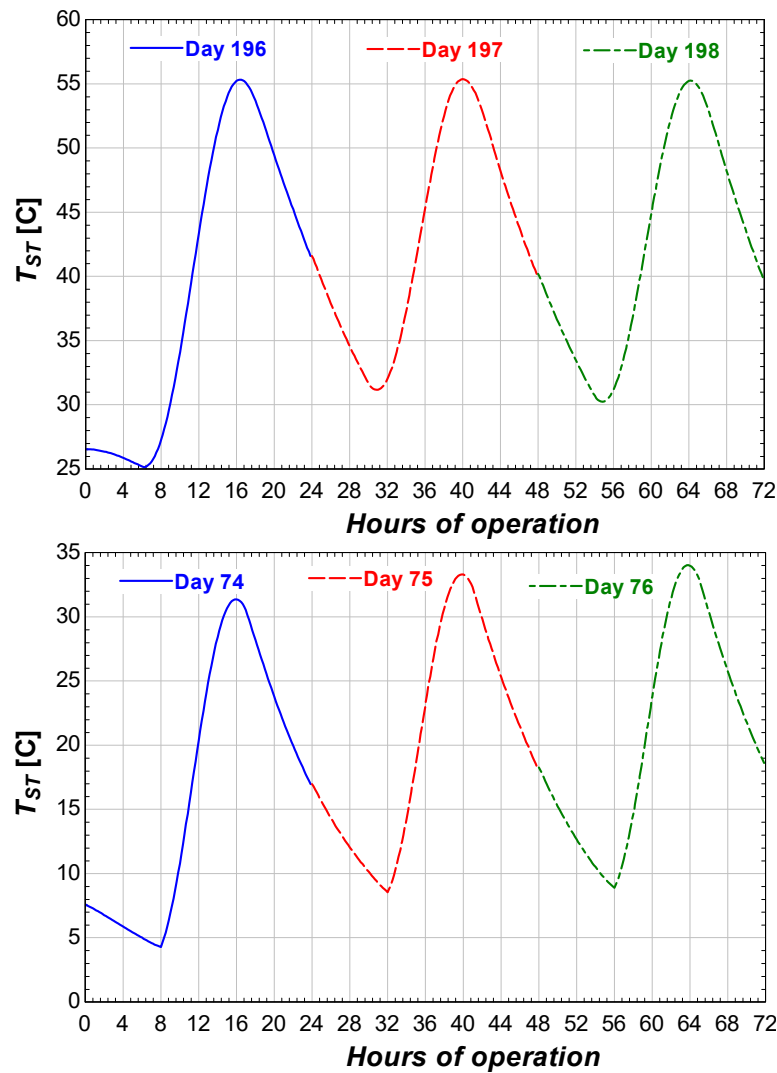 60
Day 196 Day 197 Day 198
55
50
45
T_ST [C]
40
35
30
25
0 4 8 12 16 20 24 28 32 36 40 44 48 52 56 60 64 68 72
Hours of operation
35
Day 74 Day 75 Day 76
30
25
20
T_ST [C]
15
10
5
0
0 4 8 12 16 20 24 28 32 36 40 44 48 52 56 60 64 68 72
Hours of operation